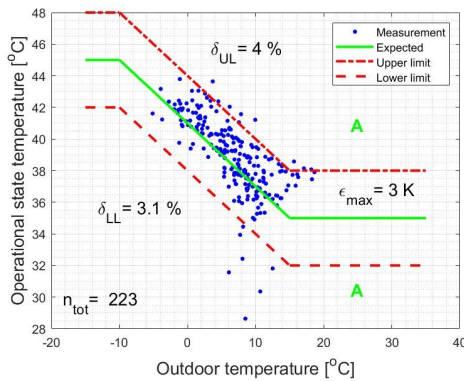 Operational state temperature [°C]
48
46
44
42
40
38
36
34
32
30
28
δUL = 4 %
Measurement
Expected
Upper limit
Lower limit
A
ϵmax = 3 K
δLL = 3.1 %
A
ntot = 223
-20
-10
0
10
20
30
40
Outdoor temperature [°C]